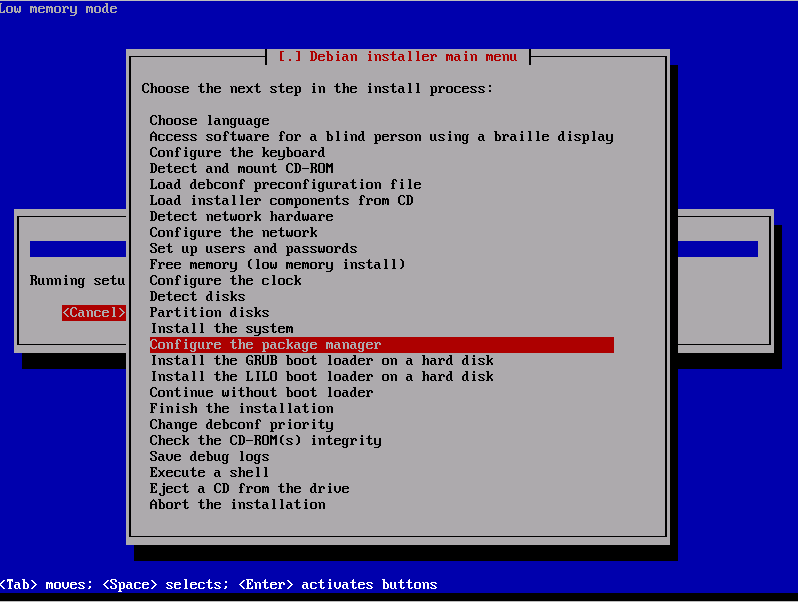 Low memory mode
[.] Debian installer main menu
Choose the next step in the install process:
Choose language
Access software for a blind person using a braille display
Configure the keyboard
Detect and mount CD-ROM
Load debconf preconfiguration file
Load installer components from CD
Detect network hardware
Configure the network
Set up users and passwords
Free memory (low memory install)
Configure the clock
Detect disks
Partition disks
Install the system
Configure the package manager
Install the GRUB boot loader on a hard disk
Install the LILO boot loader on a hard disk
Continue without boot loader
Finish the installation
Change debconf priority
Check the CD-ROM(s) integrity
Save debug logs
Execute a shell
Eject a CD from the drive
Abort the installation
Running setu
<Cancel>
<Tab> moves; <Space> selects; <Enter> activates buttons